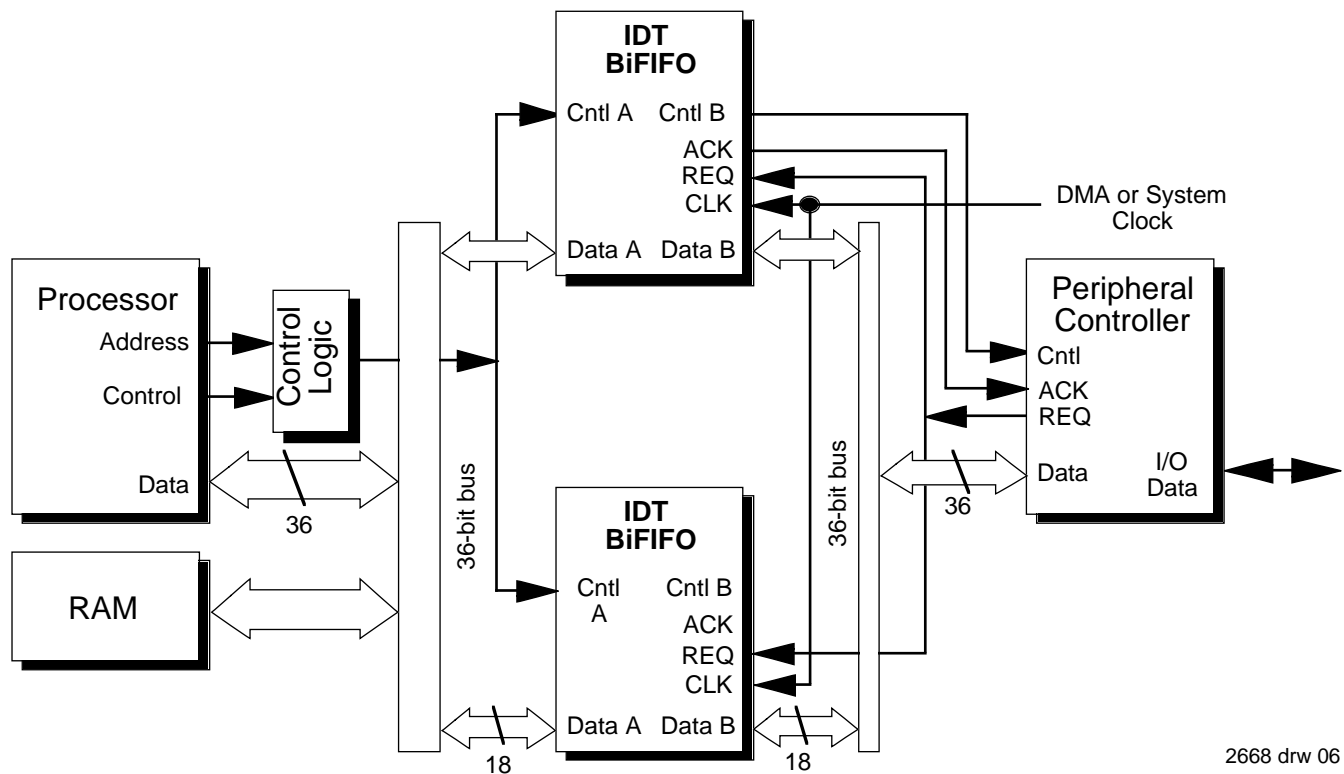 IDT
BiFIFO
Cntl A
Cntl B
ACK
REQ
CLK
Data A
Data B
DMA or System
Clock
Processor
Address
Control
Data
36
Control
Logic
RAM
36-bit bus
36-bit bus
Peripheral
Controller
Cntl
ACK
REQ
Data
I/O
Data
36
IDT
BiFIFO
Cntl
A
Cntl B
ACK
REQ
CLK
Data A
Data B
18
18
2668 drw 06